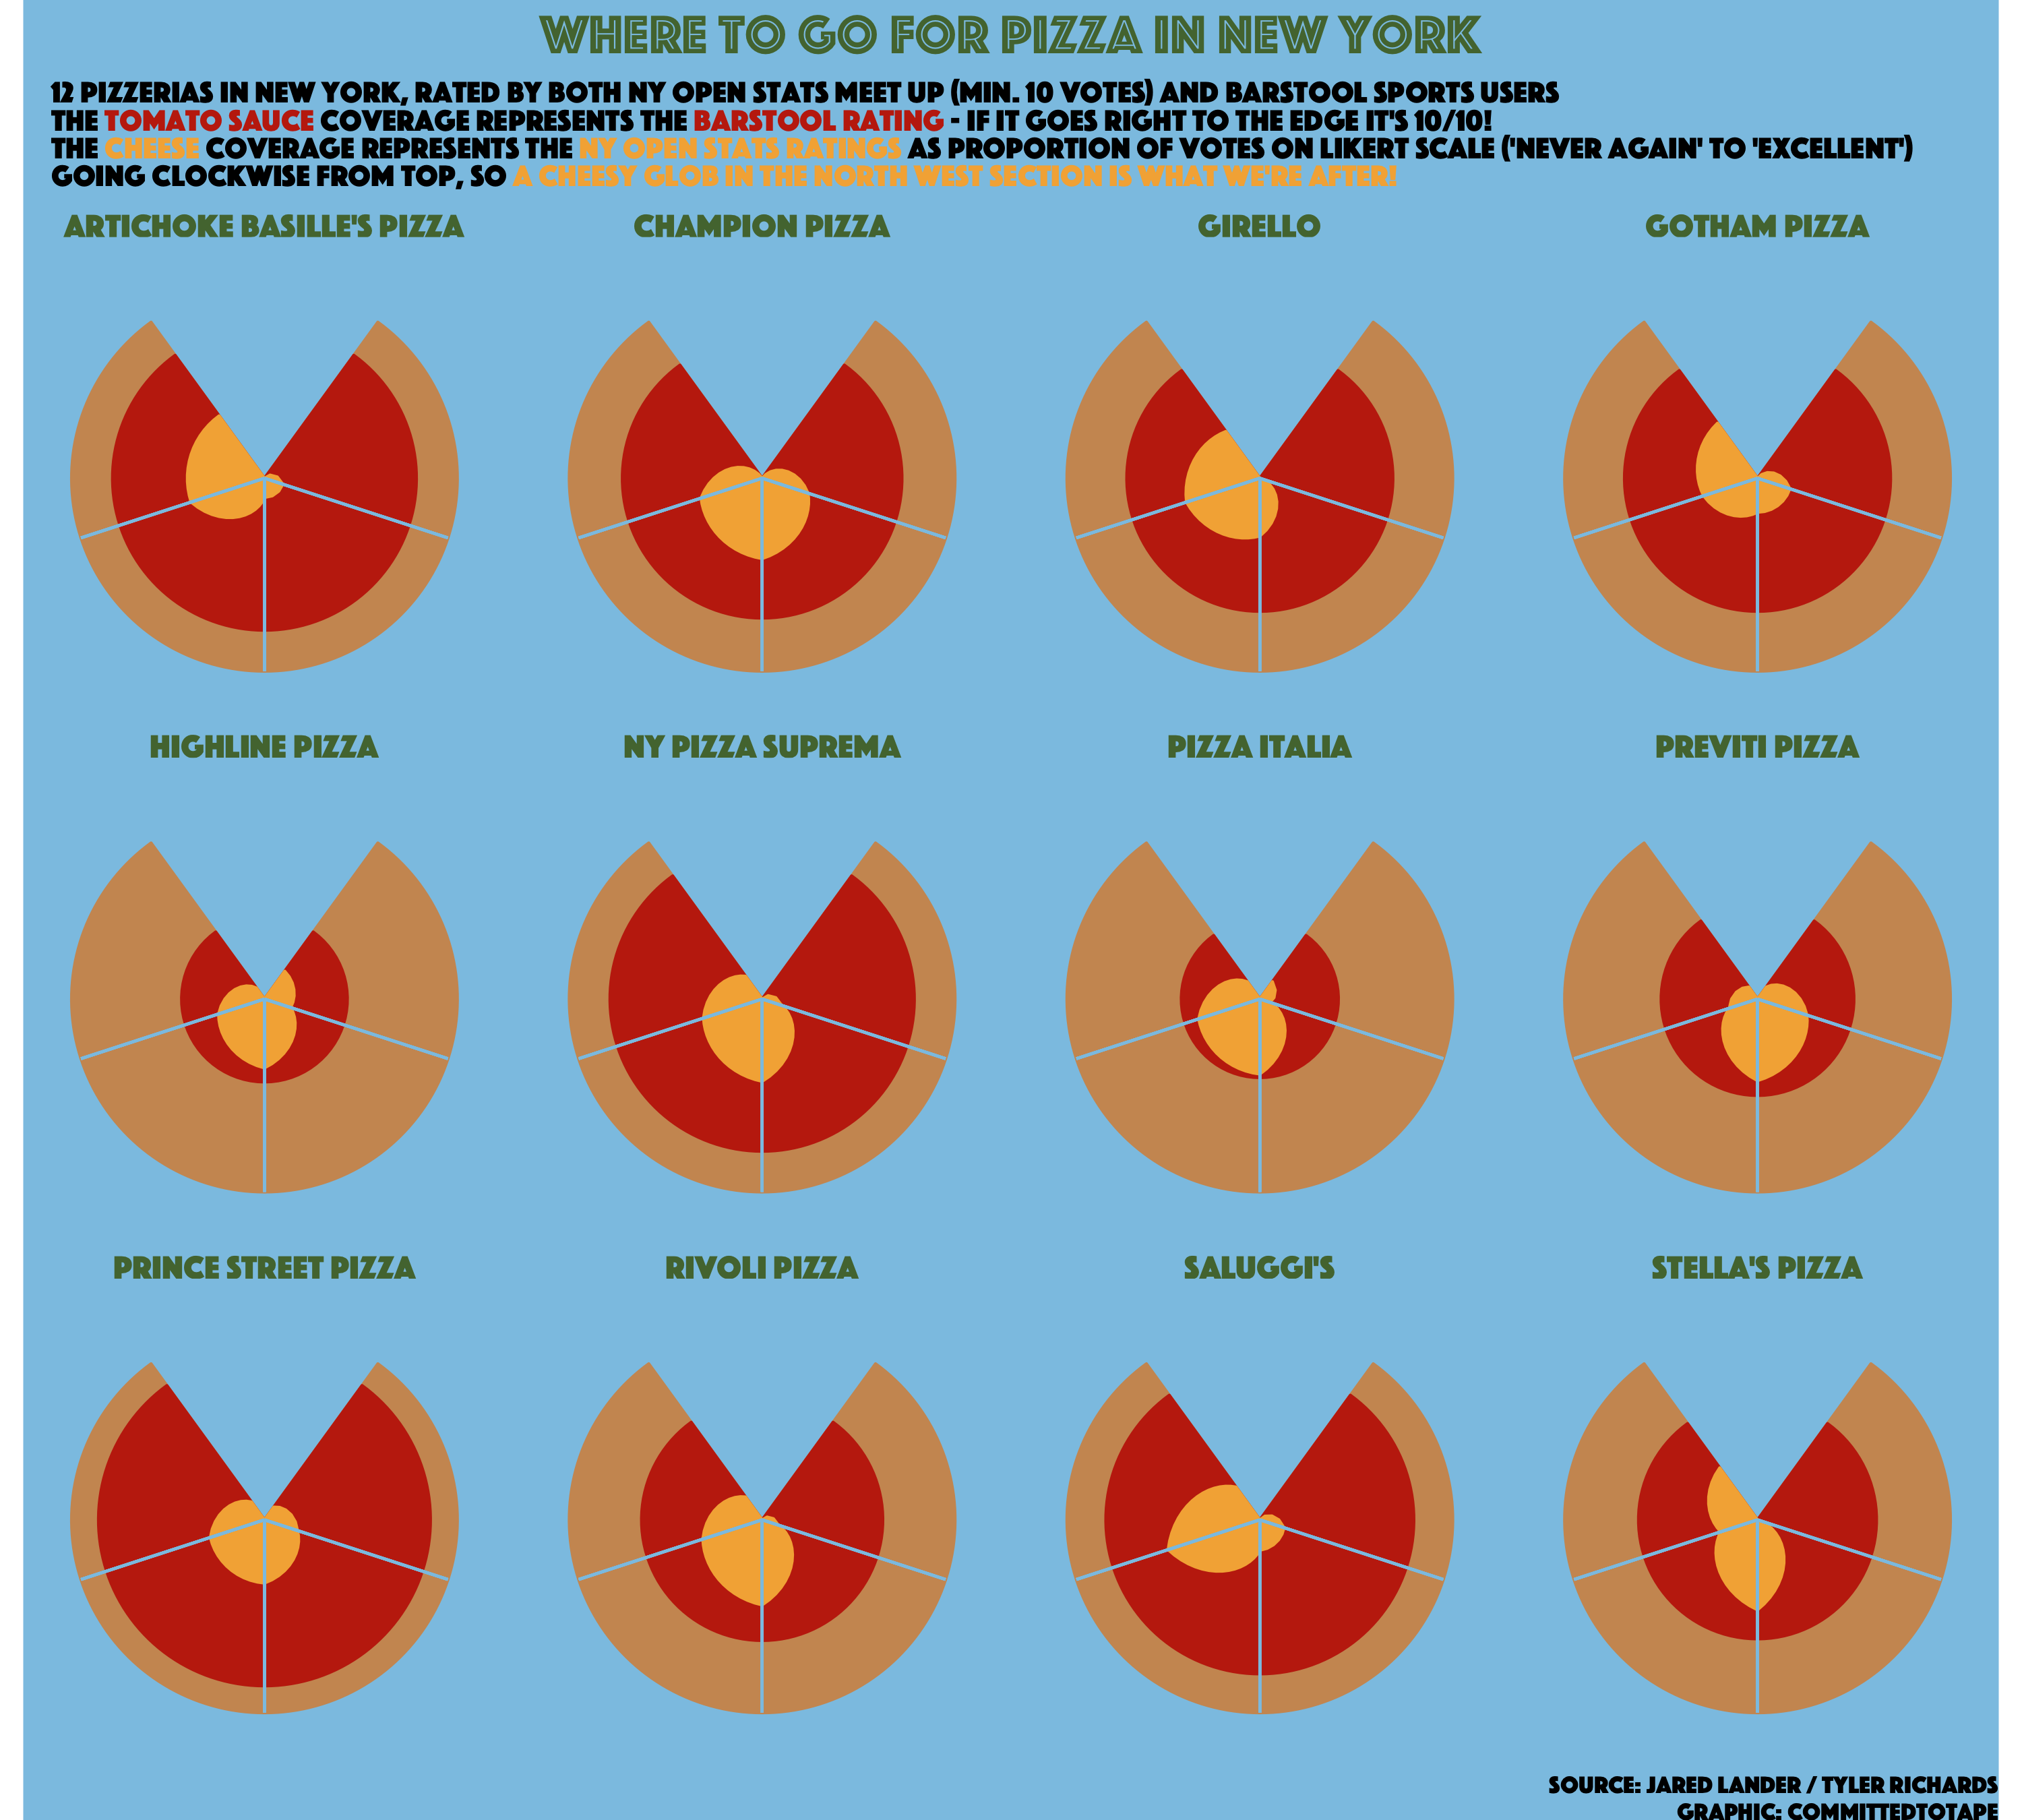 WHERE TO GO FOR PIZZA IN NEW YORK
12 PIZZERIAS IN NEW YORK, RATED BY BOTH NY OPEN STATS MEET UP (MIN. 10 VOTES) AND BARSTOOL SPORTS USERS
THE TOMATO SAUCE COVERAGE REPRESENTS THE BARSTOOL RATING - IF IT GOES RIGHT TO THE EDGE IT'S 10/10!
THE CHEESE COVERAGE REPRESENTS THE NY OPEN STATS RATINGS AS PROPORTION OF VOTES ON LIKERT SCALE ('NEVER AGAIN' TO 'EXCELLENT')
GOING CLOCKWISE FROM TOP, SO A CHEESY GLOB IN THE NORTH WEST SECTION IS WHAT WE'RE AFTER!
ARTICHOKE BASILLE'S PIZZA
CHAMPION PIZZA
GIRELLO
GOTHAM PIZZA
HIGHLINE PIZZA
NY PIZZA SUPREMA
PIZZA ITALIA
PREVITI PIZZA
PRINCE STREET PIZZA
RIVOLI PIZZA
SALUGGI'S
STELLA'S PIZZA
SOURCE: JARED LANDER / TYLER RICHARDS
GRAPHIC: COMMITTEDTOTAPE